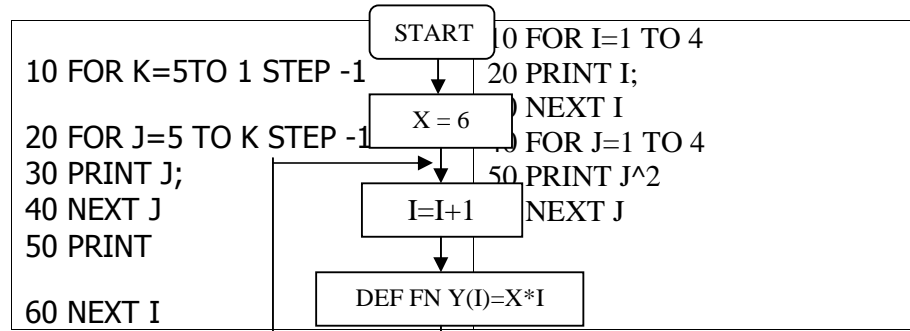 10 FOR K=5TO 1 STEP -1
20 FOR J=5 TO K STEP -1
30 PRINT J;
40 NEXT J
50 PRINT
60 NEXT I
START
X = 6
I=I+1
DEF FN Y(I)=X*I
10 FOR I=1 TO 4
20 PRINT I;
NEXT I
FOR J=1 TO 4
50 PRINT J^2
NEXT J